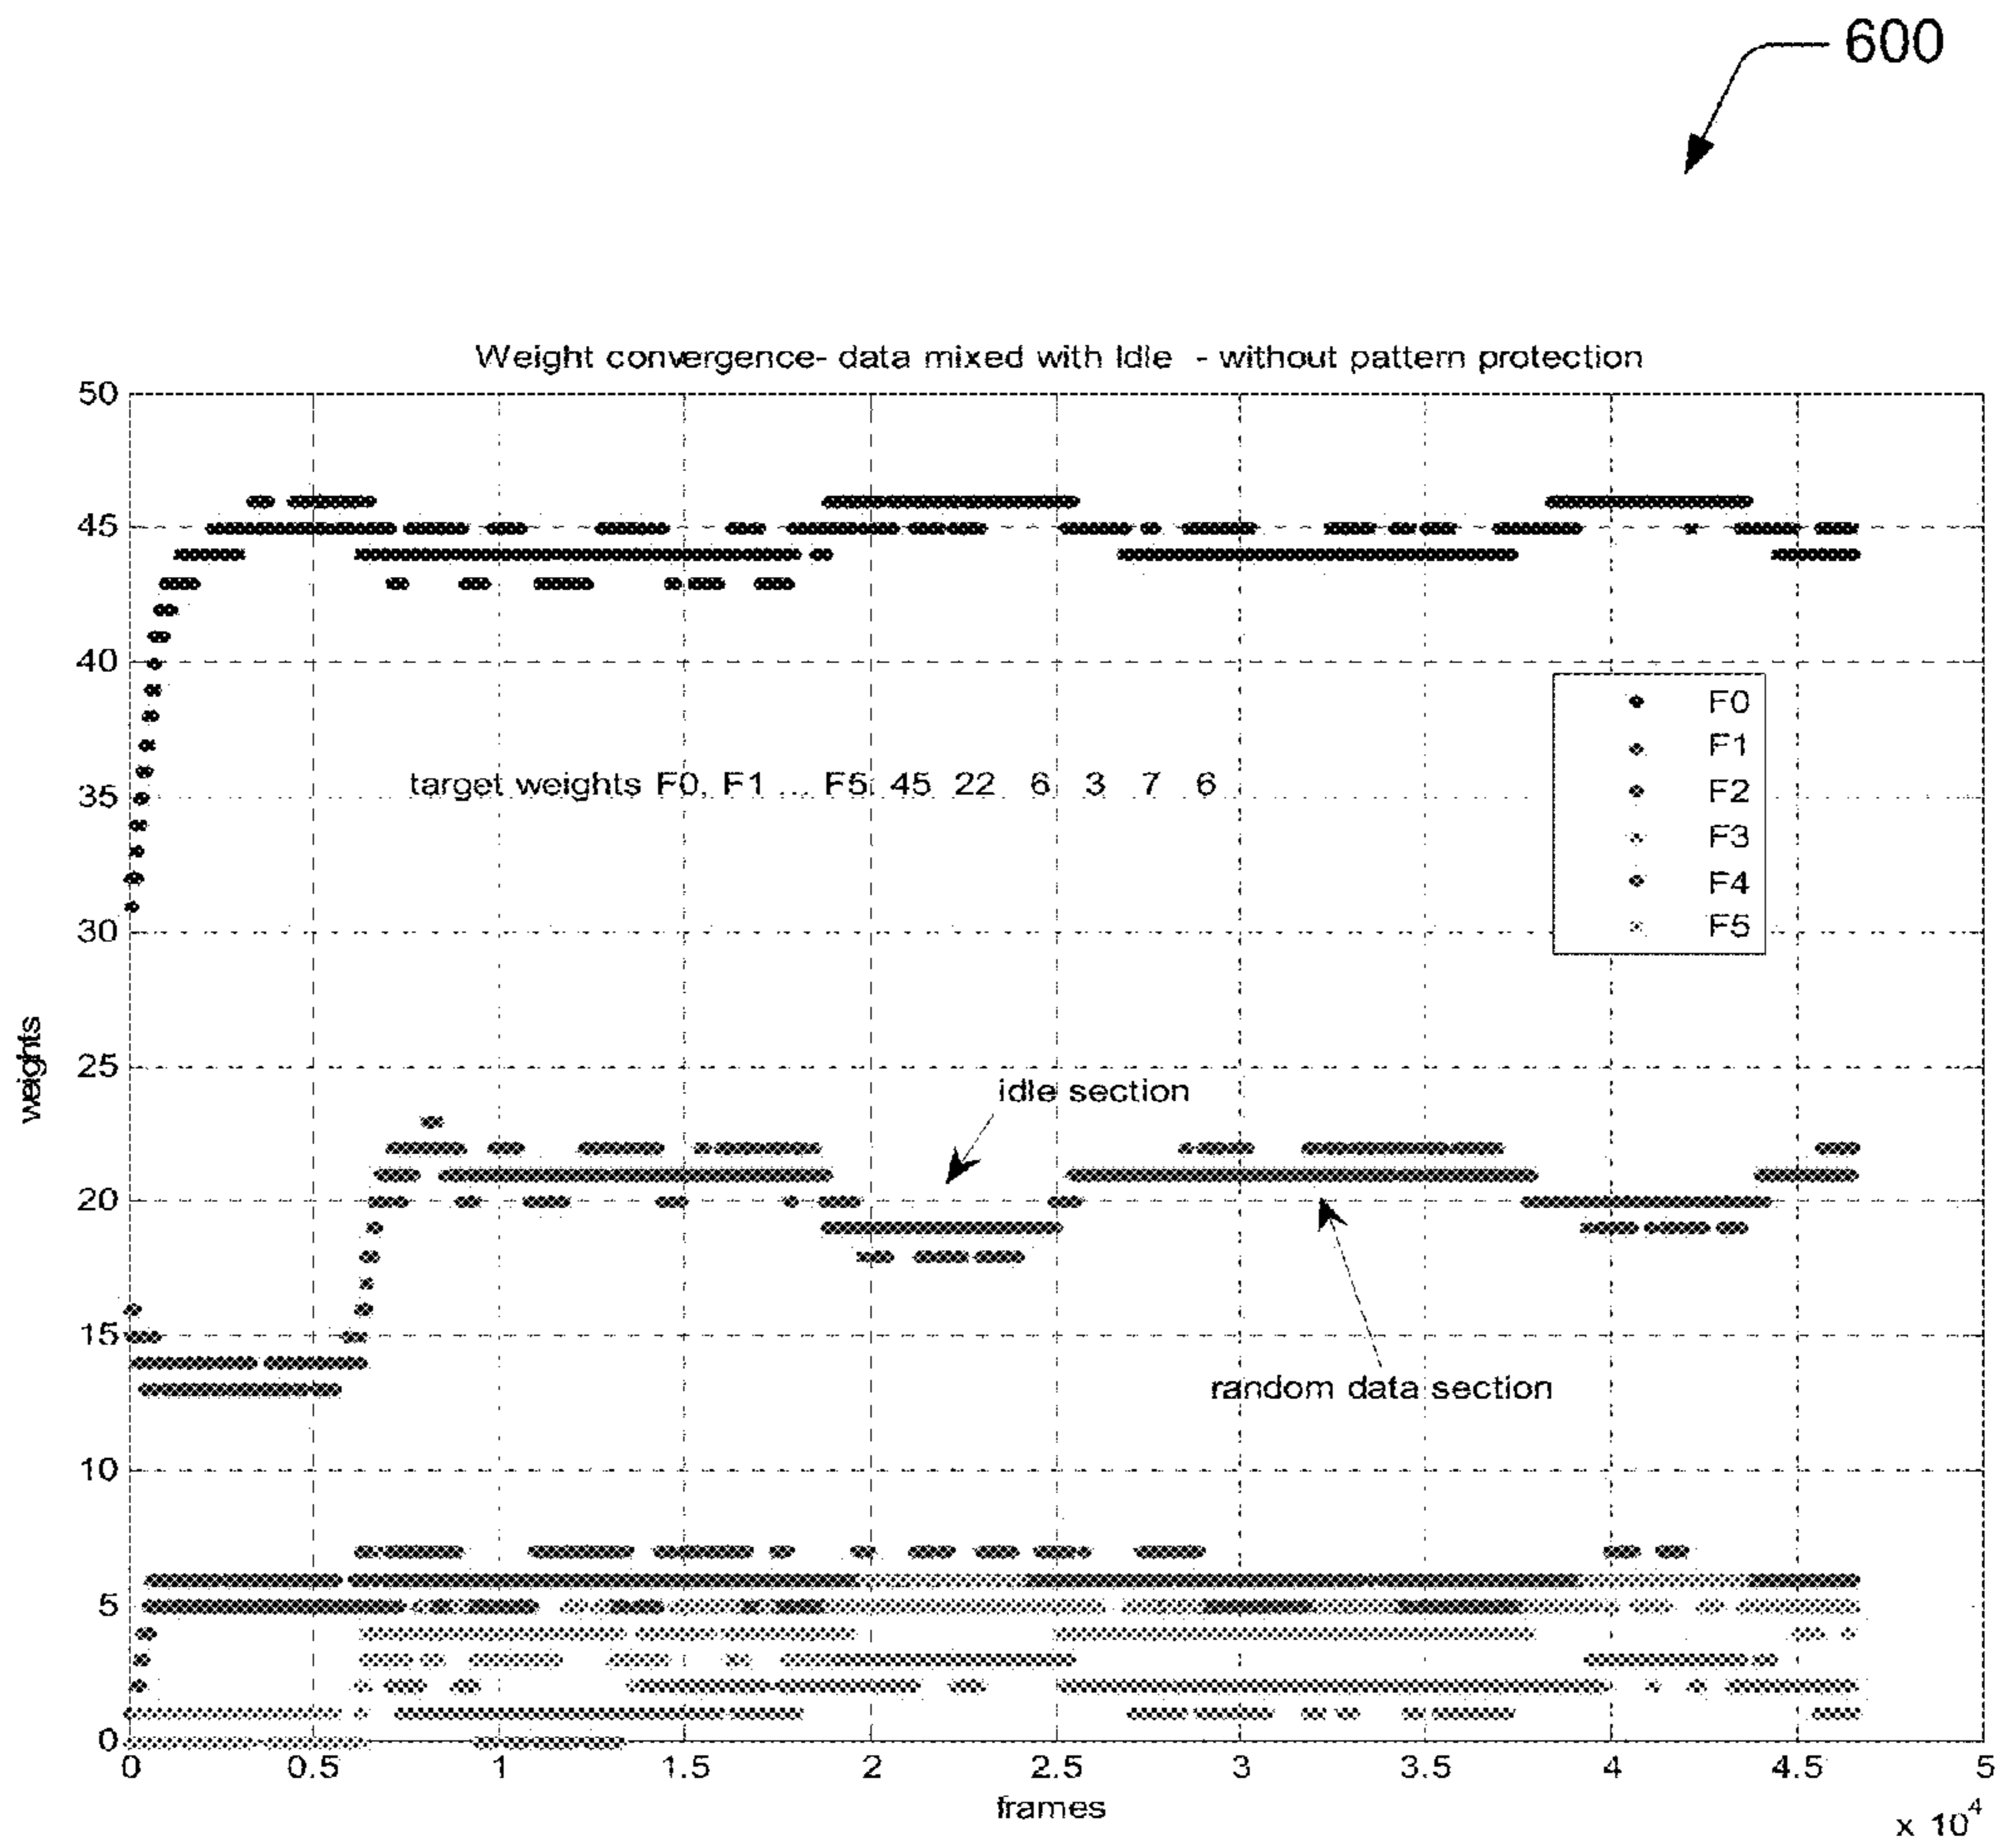 600
Weight convergence- data mixed with Idle - without pattern protection
50
45
40
35
30
25
20
15
10
5
0
weights
target weights F0, F1 ... F5: 45 22 6 3 7 6
F0
F1
F2
F3
F4
F5
idle section
random data section
0 0.5 1 1.5 2 2.5 3 3.5 4 4.5 5
frames
x 10⁴